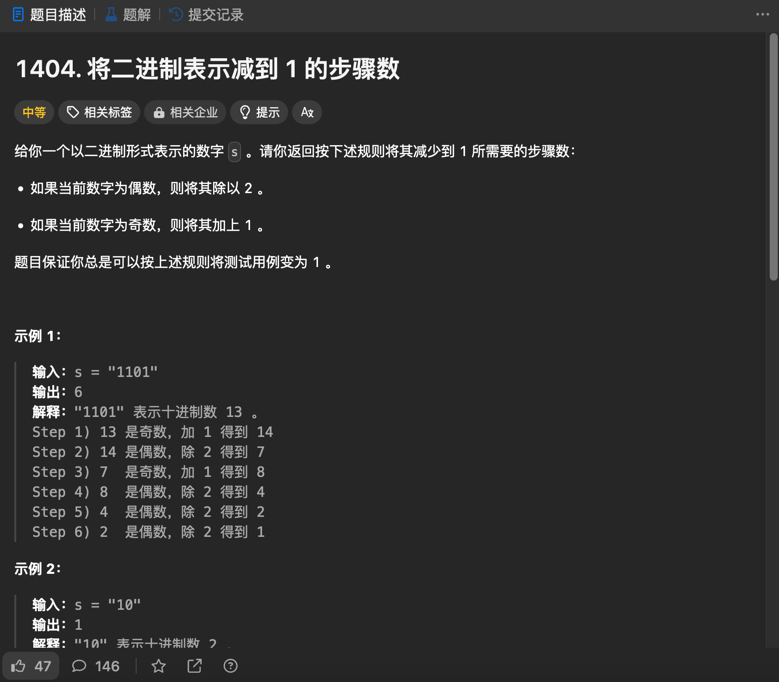 题目描述 题解 提交记录
1404. 将二进制表示减到 1 的步骤数
中等 相关标签 相关企业 提示
给你一个以二进制形式表示的数字 s 。请你返回按下述规则将其减少到 1 所需要的步骤数：
• 如果当前数字为偶数，则将其除以 2 。
• 如果当前数字为奇数，则将其加上 1 。
题目保证你总是可以按上述规则将测试用例变为 1 。
示例 1：
输入：s = "1101"
输出：6
解释："1101" 表示十进制数 13 。
Step 1) 13 是奇数，加 1 得到 14
Step 2) 14 是偶数，除 2 得到 7
Step 3) 7 是奇数，加 1 得到 8
Step 4) 8 是偶数，除 2 得到 4
Step 5) 4 是偶数，除 2 得到 2
Step 6) 2 是偶数，除 2 得到 1
示例 2：
输入：s = "10"
输出：1
解释："10" 表示十进制数 2 。
47 146